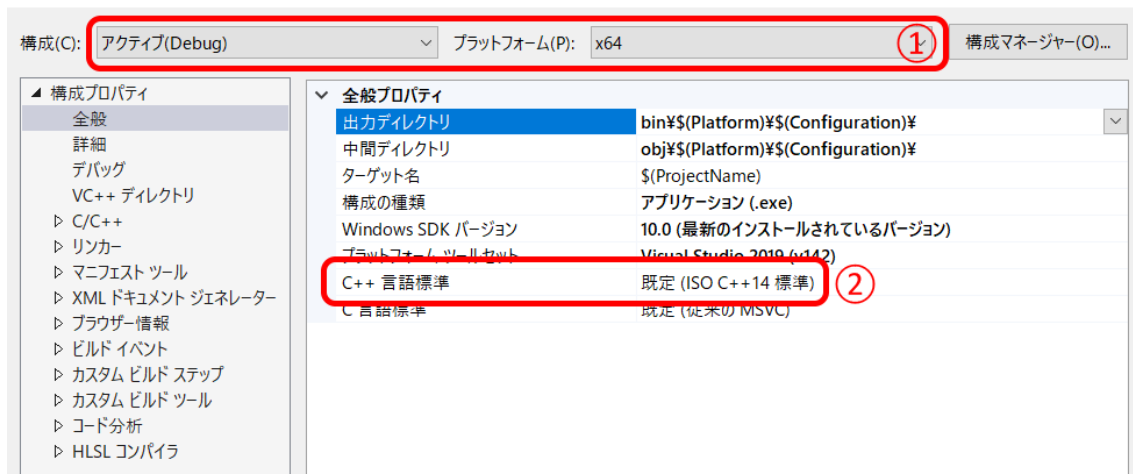 構成(C): アクティブ(Debug) プラットフォーム(P): x64 ① 構成マネージャー(O)...
構成プロパティ
全般
詳細
デバッグ
VC++ ディレクトリ
C/C++
リンカー
マニフェスト ツール
XML ドキュメント ジェネレーター
ブラウザー情報
ビルド イベント
カスタム ビルド ステップ
カスタム ビルド ツール
コード分析
HLSL コンパイラ
全般プロパティ
出力ディレクトリ bin¥$(Platform)¥$(Configuration)¥
中間ディレクトリ obj¥$(Platform)¥$(Configuration)¥
ターゲット名 $(ProjectName)
構成の種類 アプリケーション (.exe)
Windows SDK バージョン 10.0 (最新のインストールされているバージョン)
プラットフォーム ツールセット Visual Studio 2019 (v142)
C++ 言語標準 既定 (ISO C++14 標準) ②
C 言語標準 既定 (従来の MSVC)